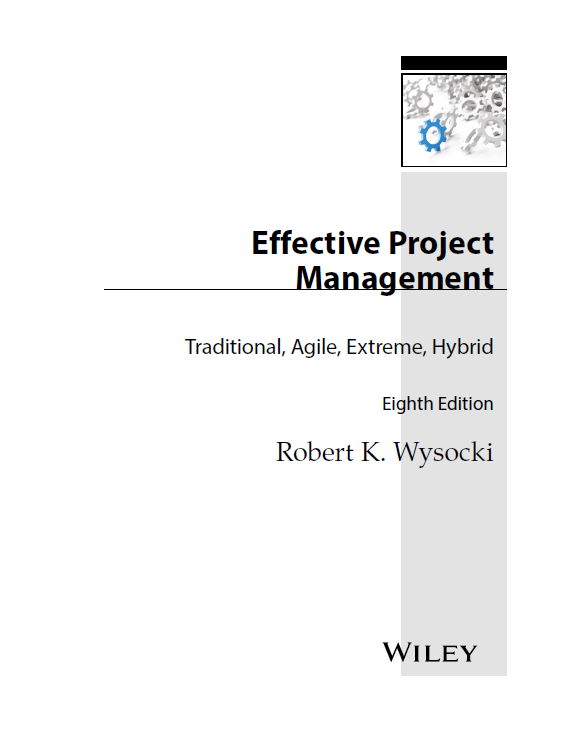 Effective Project
Management
Traditional, Agile, Extreme, Hybrid
Eighth Edition
Robert K. Wysocki
WILEY